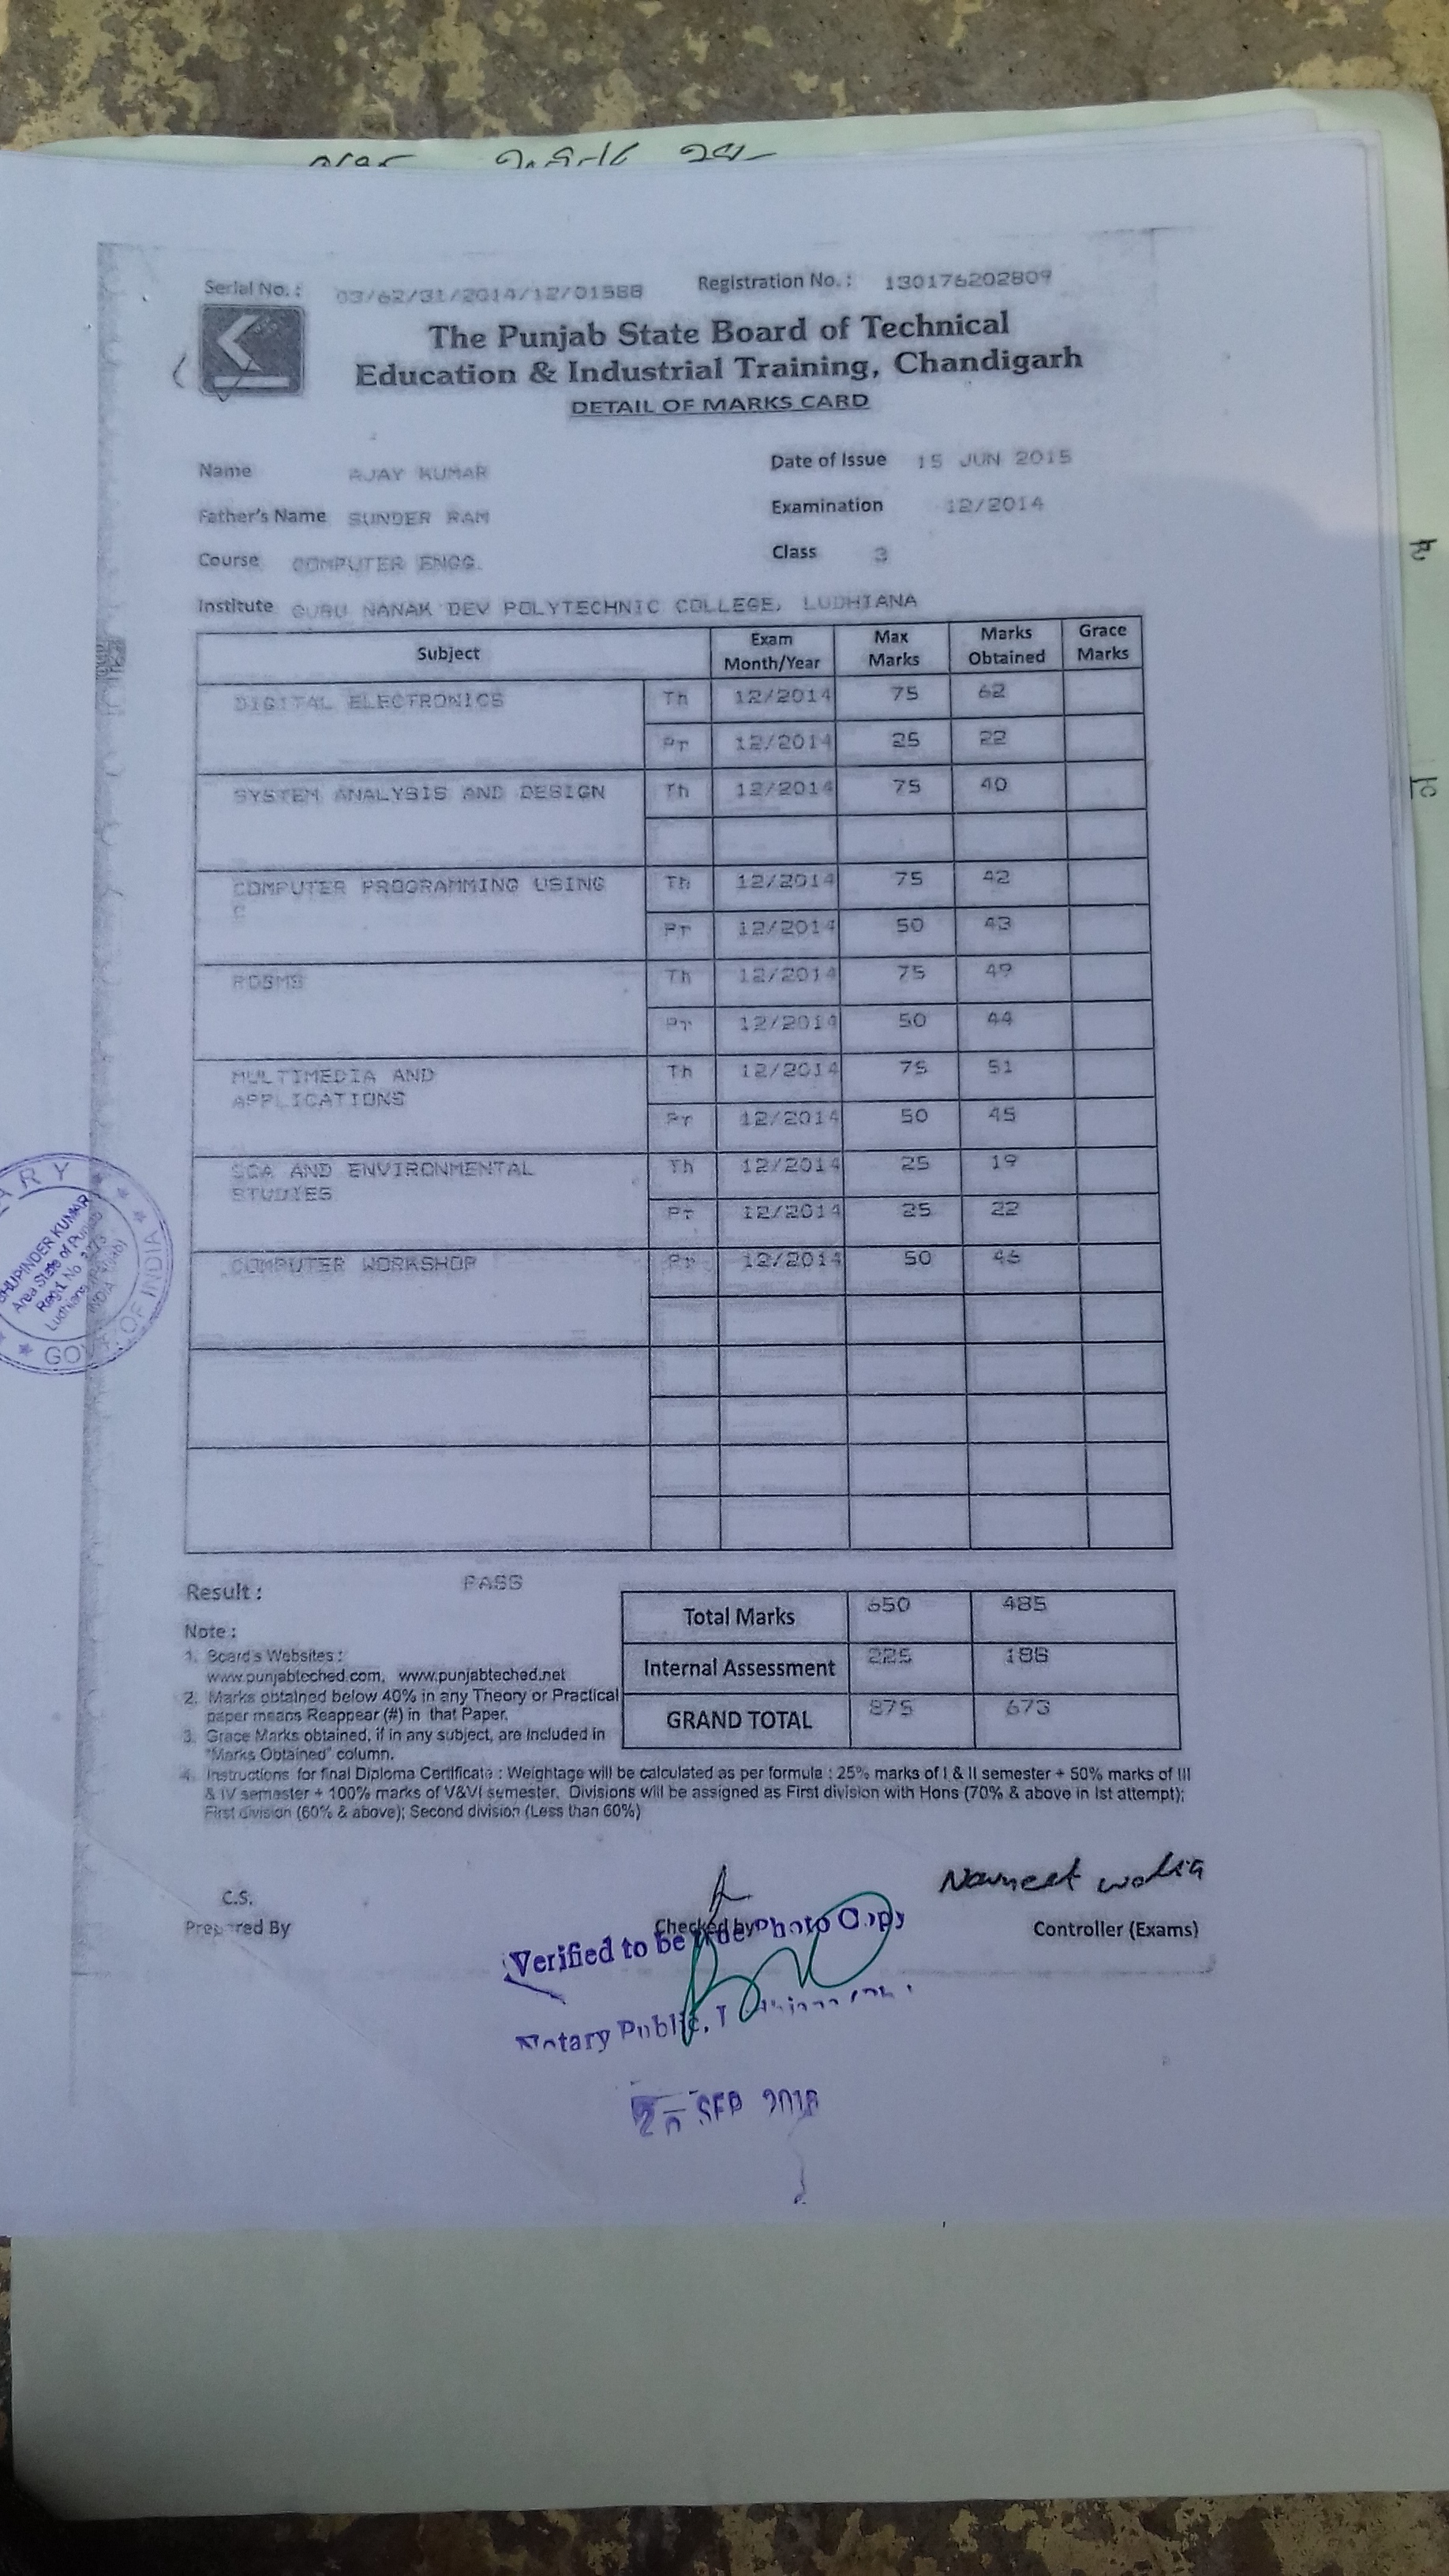 Serial No. : 03/62/31/2014/12/01588 Registration No. : 130176202809
The Punjab State Board of Technical
Education & Industrial Training, Chandigarh
DETAIL OF MARKS CARD
Name AJAY KUMAR Date of Issue 15 JUN 2015
Father's Name SUNDER RAM Examination 12/2014
Course COMPUTER ENGG. Class 3
Institute GURU NANAK DEV POLYTECHNIC COLLEGE, LUDHIANA
Subject Exam Month/Year Max Marks Marks Obtained Grace Marks
DIGITAL ELECTRONICS Th 12/2014 75 62
Pr 12/2014 25 22
SYSTEM ANALYSIS AND DESIGN Th 12/2014 75 40
COMPUTER PROGRAMMING USING Th 12/2014 75 42
C Pr 12/2014 50 43
RDBMS Th 12/2014 75 49
Pr 12/2014 50 44
MULTIMEDIA AND Th 12/2014 75 51
APPLICATIONS Pr 12/2014 50 45
SCA AND ENVIRONMENTAL Th 12/2014 25 19
STUDIES Pr 12/2014 25 22
COMPUTER WORKSHOP Pr 12/2014 50 46
Result : PASS
Total Marks 650 485
Internal Assessment 225 188
GRAND TOTAL 875 673
Note :
1. Board's Websites :
www.punjabteched.com, www.punjabteched.net
2. Marks obtained below 40% in any Theory or Practical
paper means Reappear (#) in that Paper.
3. Grace Marks obtained, if in any subject, are included in
"Marks Obtained" column.
4. Instructions for final Diploma Certificate : Weightage will be calculated as per formule : 25% marks of I & II semester + 50% marks of III
& IV semester + 100% marks of V&VI semester. Divisions will be assigned as First division with Hons (70% & above in Ist attempt);
First division (60% & above); Second division (Less than 60%)
C.S.
Prepared By Checked by Controller (Exams)
Verified to be Photo Copy
Notary Public,
SEP 2018
BHUPINDER KUMAR
Area State of Punjab
Regd. No.
Ludhiana (Punjab)
INDIA
GOVT. OF INDIA